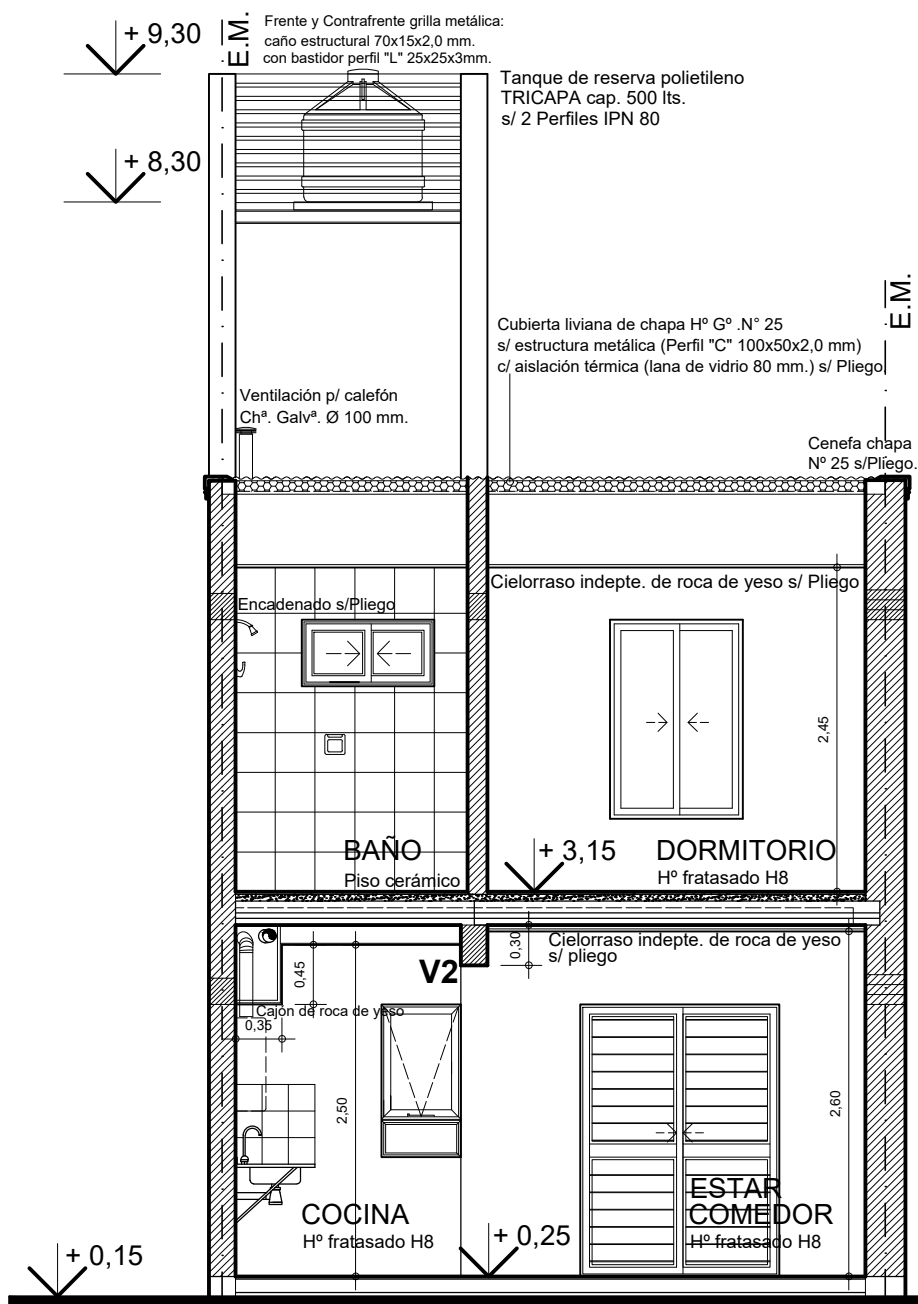 + 9,30
E.M.
Frente y Contrafrente grilla metálica:
caño estructural 70x15x2,0 mm.
con bastidor perfil "L" 25x25x3mm.
Tanque de reserva polietileno
TRICAPA cap. 500 lts.
s/ 2 Perfiles IPN 80
+ 8,30
E.M.
Cubierta liviana de chapa Hº Gº .N° 25
s/ estructura metálica (Perfil "C" 100x50x2,0 mm)
c/ aislación térmica (lana de vidrio 80 mm.) s/ Pliego
Ventilación p/ calefón
Chª. Galvª. Ø 100 mm.
Cenefa chapa
Nº 25 s/Pliego.
Cielorraso indepte. de roca de yeso s/ Pliego
Encadenado s/Pliego
2,45
BAÑO
Piso cerámico
+ 3,15
DORMITORIO
Hº fratasado H8
0,30
Cielorraso indepte. de roca de yeso
s/ pliego
V2
0,45
Cajón de roca de yeso
0,35
2,50
2,60
COCINA
Hº fratasado H8
+ 0,25
ESTAR
COMEDOR
Hº fratasado H8
+ 0,15